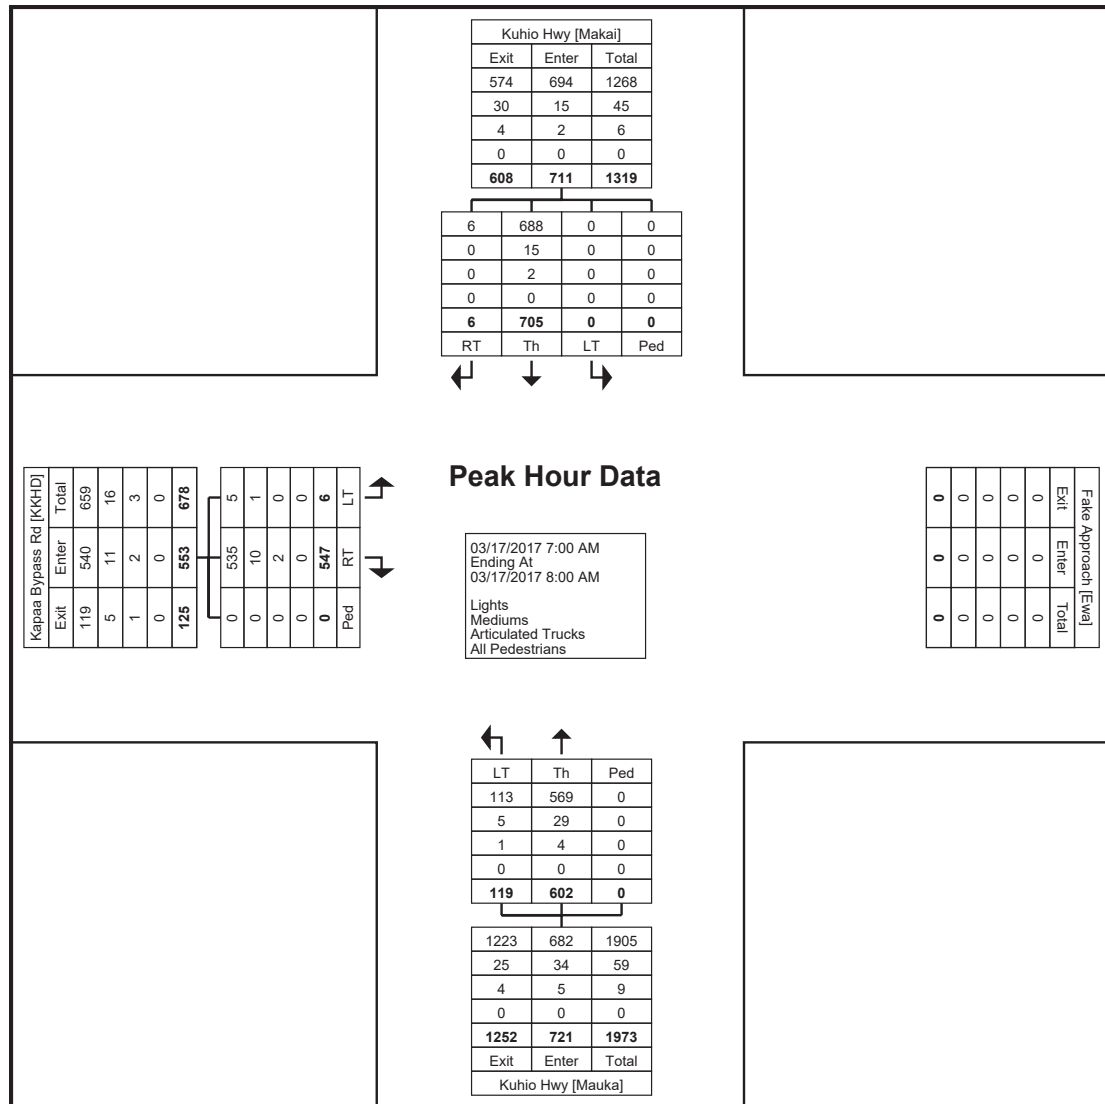 Kuhio Hwy [Makai]
Exit Enter Total
574 694 1268
30 15 45
4 2 6
0 0 0
608 711 1319
6 688 0 0
0 15 0 0
0 2 0 0
0 0 0 0
6 705 0 0
RT Th LT Ped
Kapaa Bypass Rd [KKHD]
Exit Enter Total
119 540 659
5 11 16
1 2 3
0 0 0
125 553 678
0 535 5
0 10 1
0 2 0
0 0 0
0 547 6
Ped RT LT
Peak Hour Data
03/17/2017 7:00 AM
Ending At
03/17/2017 8:00 AM
Lights
Mediums
Articulated Trucks
All Pedestrians
Fake Approach [Ewa]
Exit Enter Total
0 0 0
0 0 0
0 0 0
0 0 0
0 0 0
LT Th Ped
113 569 0
5 29 0
1 4 0
0 0 0
119 602 0
1223 682 1905
25 34 59
4 5 9
0 0 0
1252 721 1973
Exit Enter Total
Kuhio Hwy [Mauka]